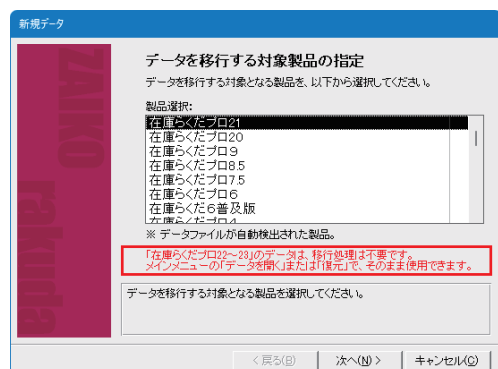 新規データ
ZAIKO rakuda
データを移行する対象製品の指定
データを移行する対象となる製品を、以下から選択してください。
製品選択:
在庫らくだプロ21
在庫らくだプロ20
在庫らくだプロ9
在庫らくだプロ8.5
在庫らくだプロ7.5
在庫らくだプロ6
在庫らくだ6普及版
在庫らくだプロ4
※ データファイルが自動検出された製品。
「在庫らくだプロ22～23」のデータは、移行処理は不要です。
メインメニューの「データを開く」または「復元」で、そのまま使用できます。
データを移行する対象となる製品を選択してください。
< 戻る(B)
次へ(N) >
キャンセル(C)